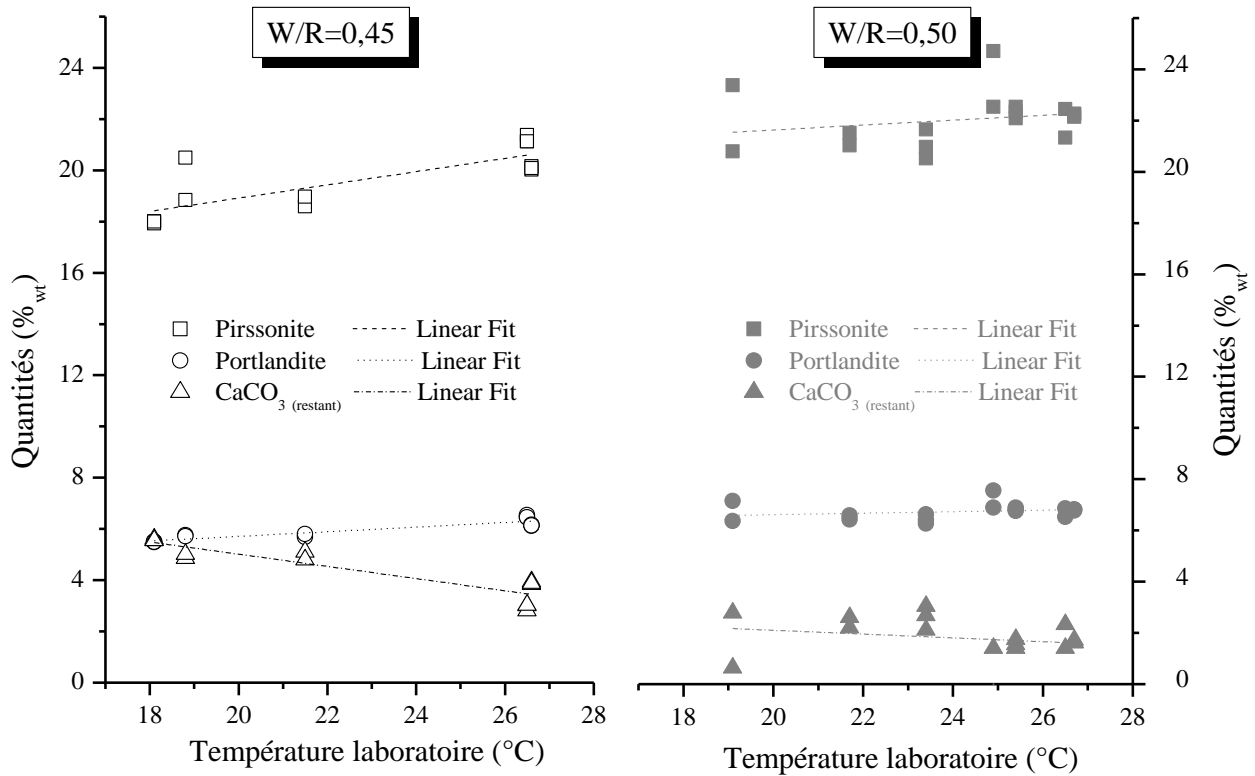 W/R=0,45
W/R=0,50
24
20
16
12
8
4
0
Quantités (%wt)
Pirssonite Linear Fit
Portlandite Linear Fit
CaCO3 (restant) Linear Fit
18 20 22 24 26 28
Température laboratoire (°C)
Pirssonite Linear Fit
Portlandite Linear Fit
CaCO3 (restant) Linear Fit
18 20 22 24 26 28
Température laboratoire (°C)
24
20
16
12
8
4
0
Quantités (%wt)